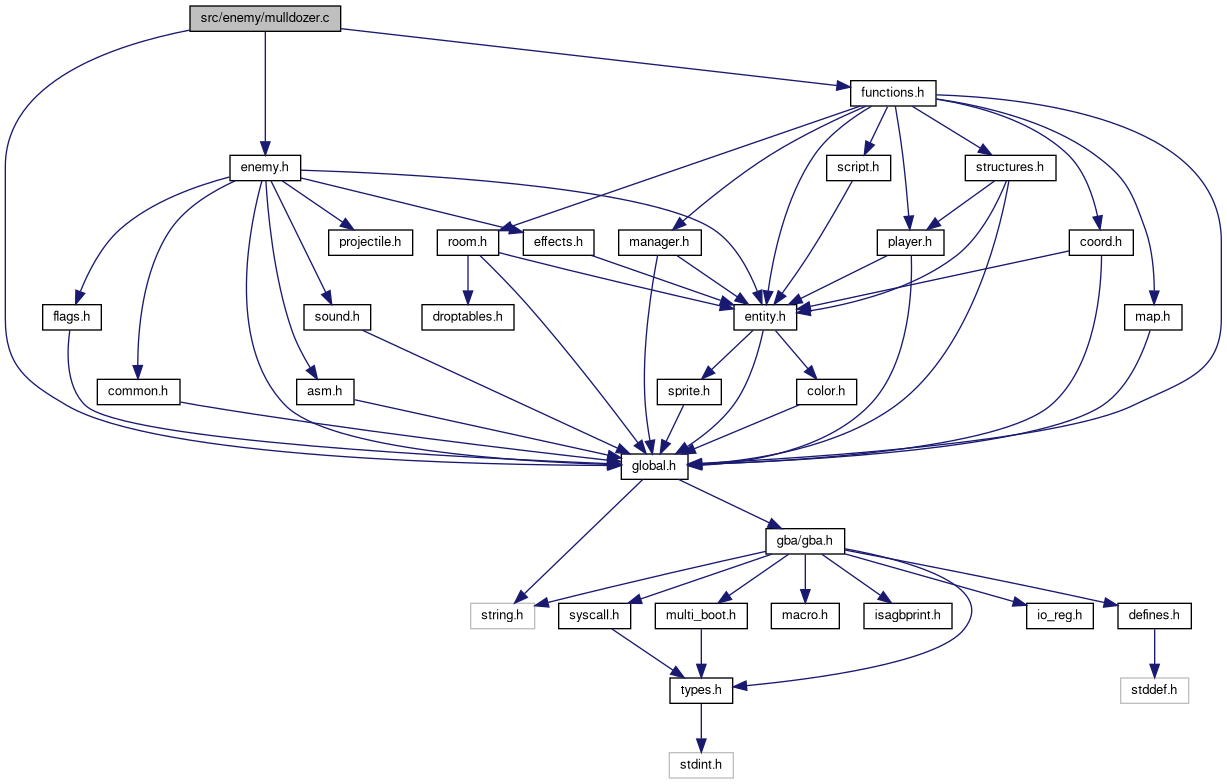 src/enemy/mulldozer.c
functions.h
enemy.h
script.h
structures.h
projectile.h
room.h
effects.h
manager.h
player.h
coord.h
flags.h
sound.h
droptables.h
entity.h
map.h
common.h
asm.h
sprite.h
color.h
global.h
gba/gba.h
string.h
syscall.h
multi_boot.h
macro.h
isagbprint.h
io_reg.h
defines.h
types.h
stddef.h
stdint.h